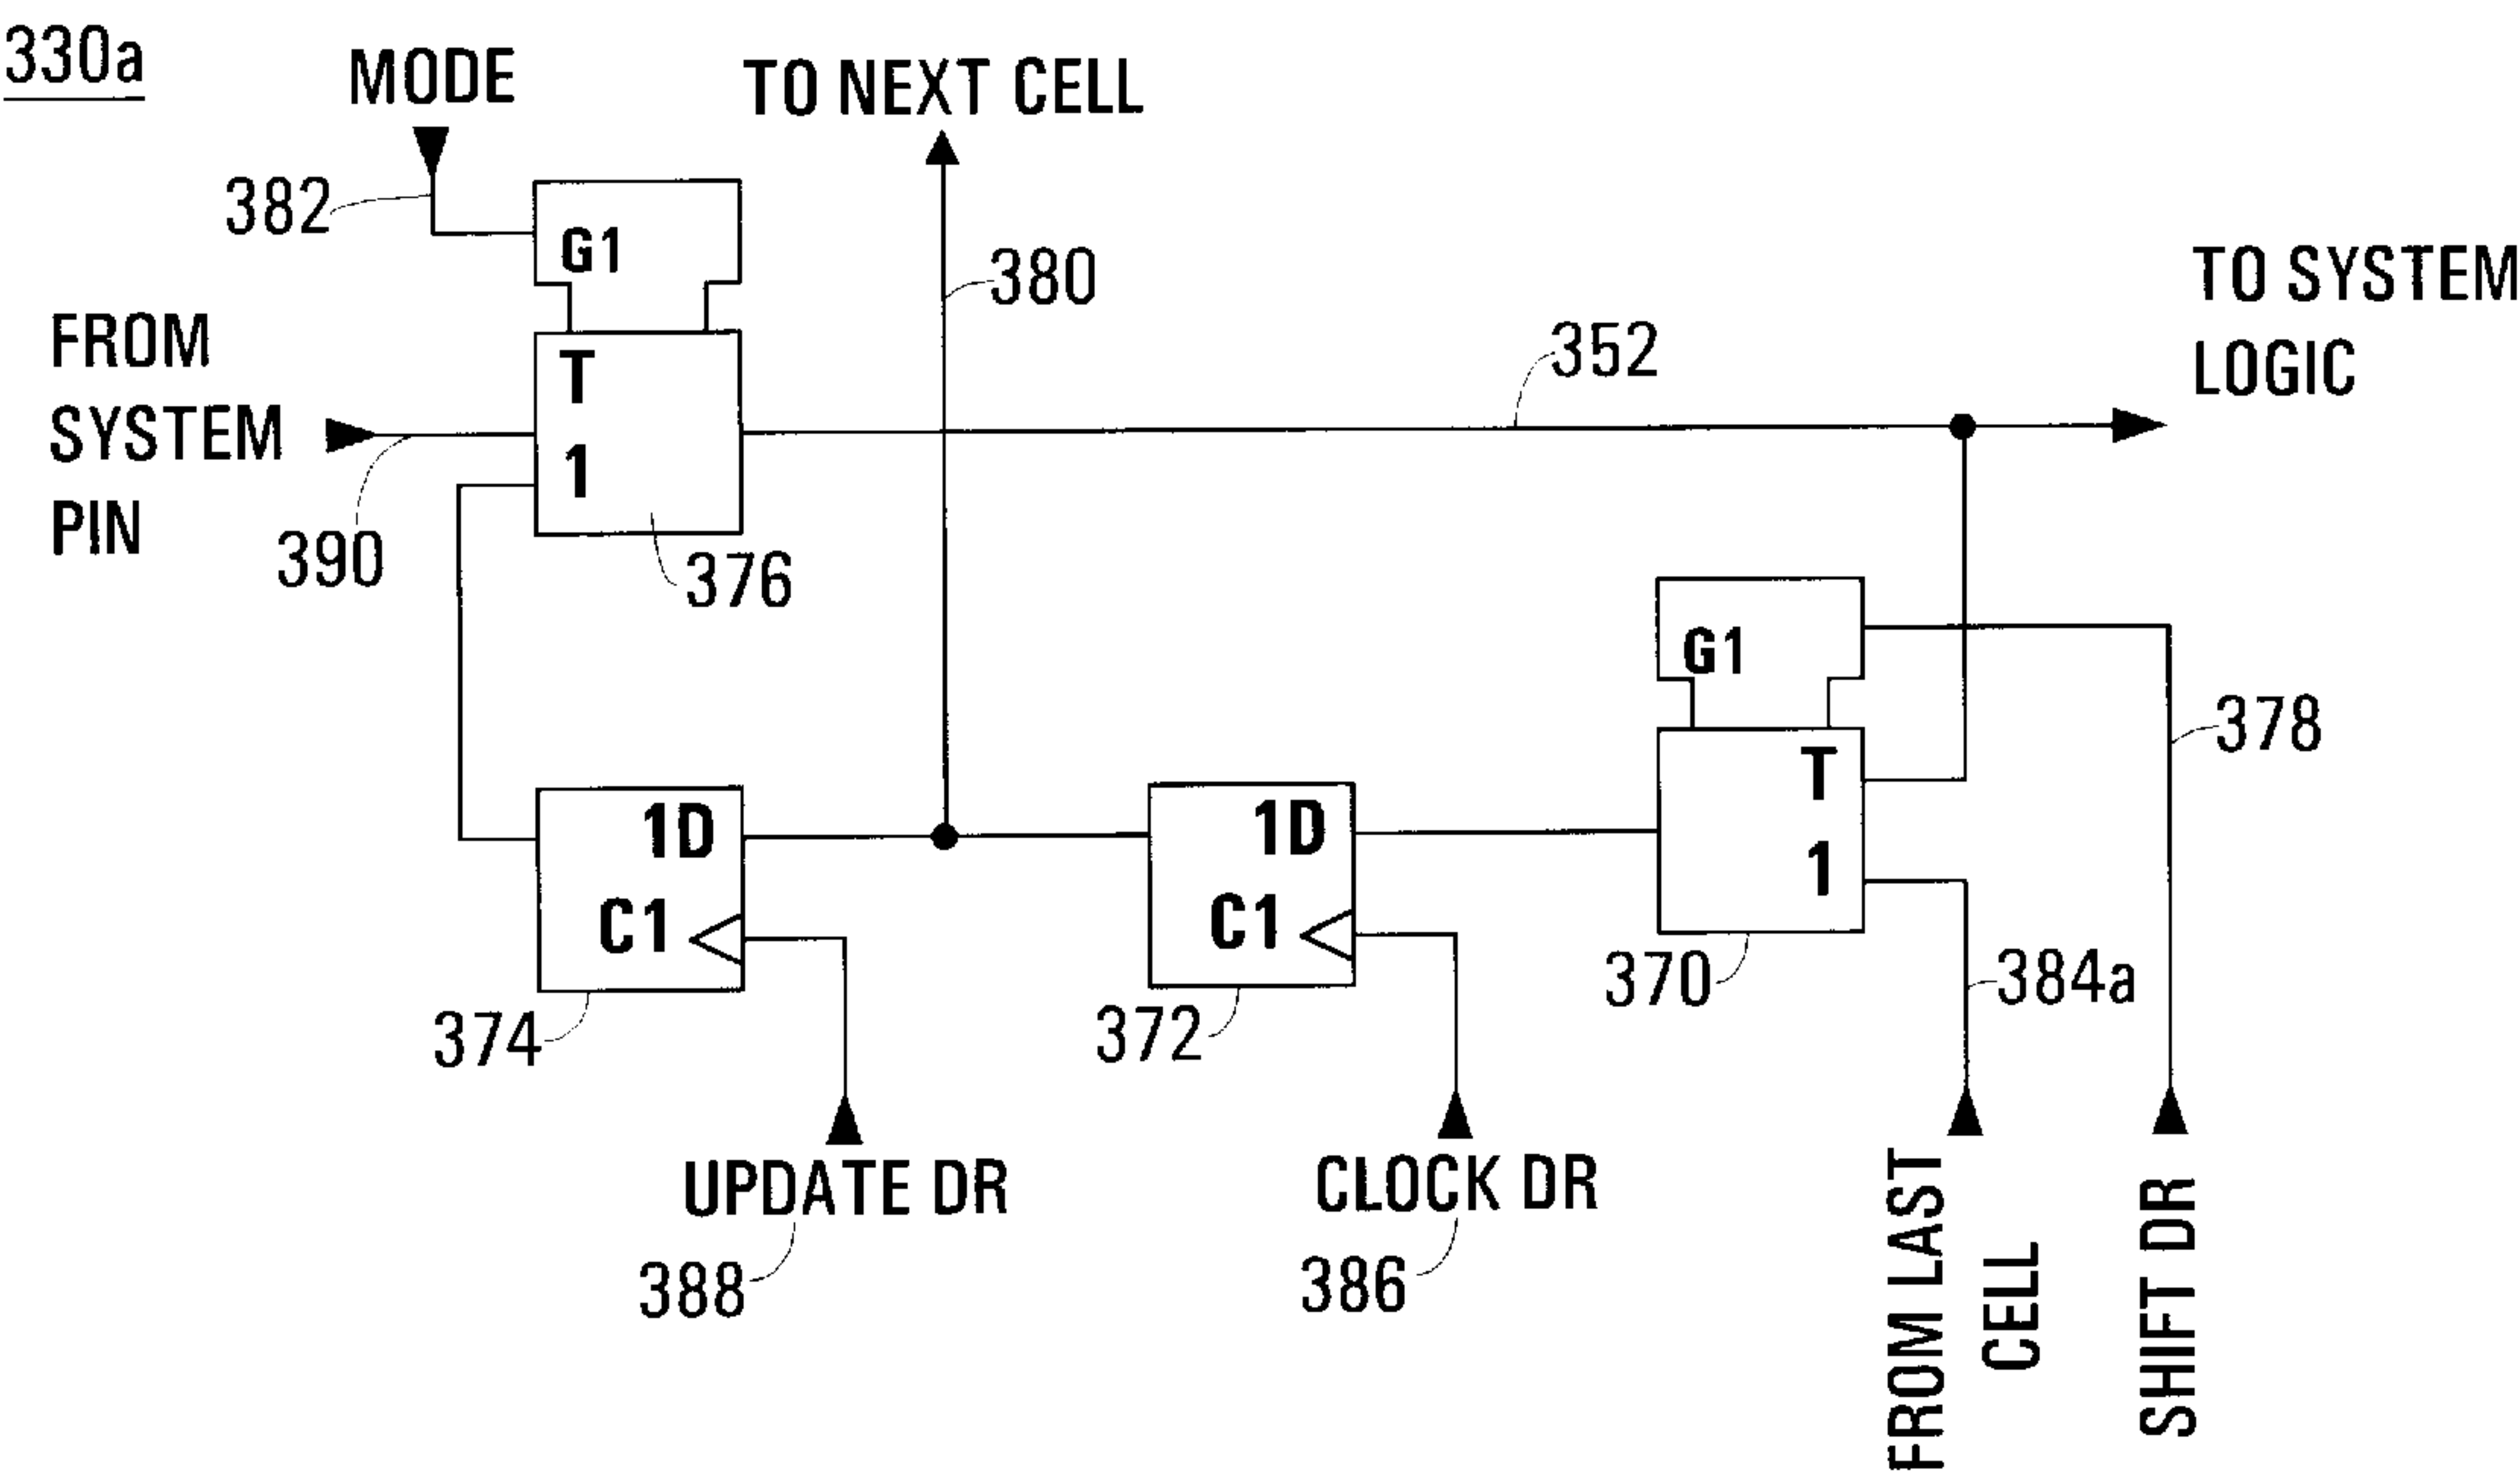 330a
MODE
TO NEXT CELL
382
G1
380
TO SYSTEM
LOGIC
352
FROM
SYSTEM
PIN
T
1
390
376
G1
378
T
1
1D
C1
1D
C1
370
384a
374
372
UPDATE DR
CLOCK DR
388
386
FROM LAST
CELL
SHIFT DR